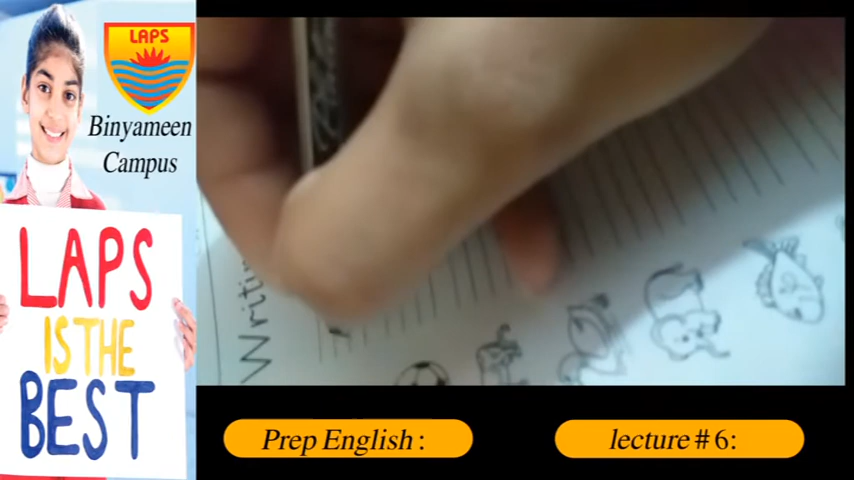 LAPS
Binyameen
Campus
LAPS
IS THE
BEST
Prep English :
lecture # 6: